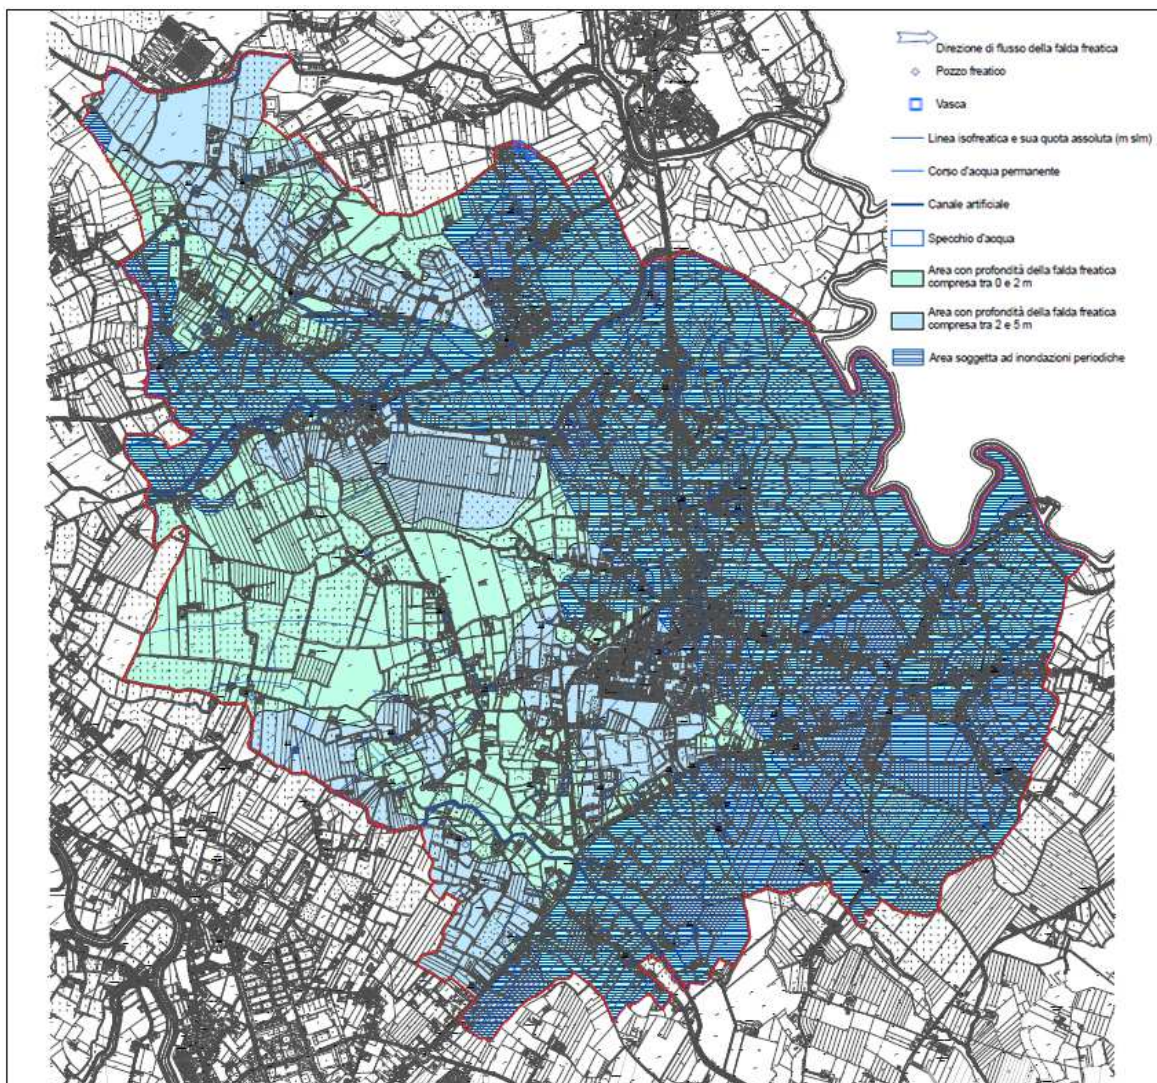 Direzione di flusso della falda freatica
Pozzo freatico
Vasca
Linea isofreatica e sua quota assoluta (m slm)
Corso d'acqua permanente
Canale artificiale
Specchio d'acqua
Area con profondità della falda freatica
compresa tra 0 e 2 m
Area con profondità della falda freatica
compresa tra 2 e 5 m
Area soggetta ad inondazioni periodiche